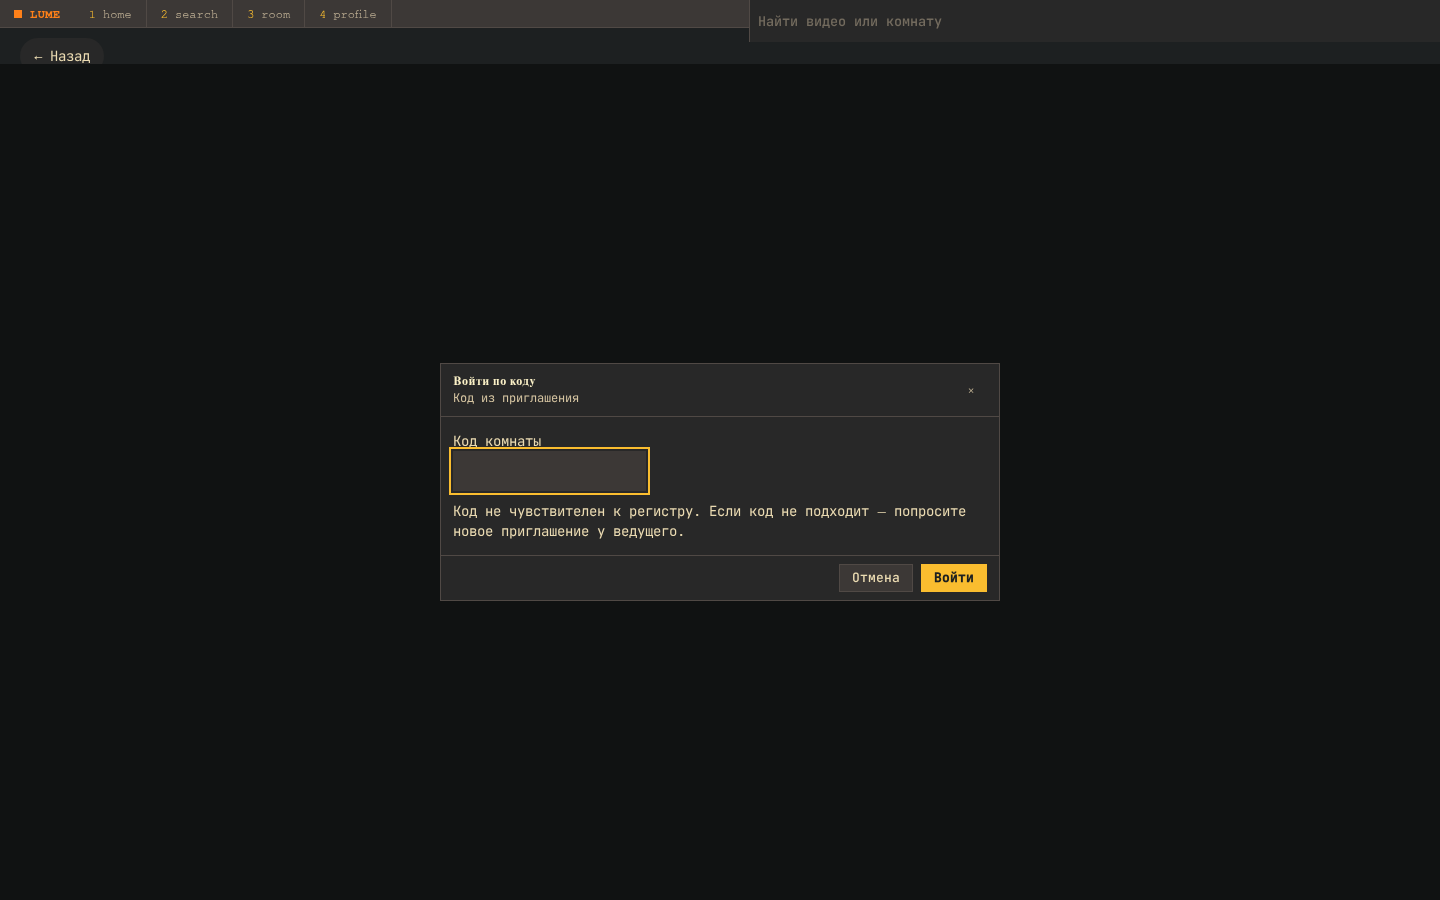 LUME 1 home 2 search 3 room 4 profile
Найти видео или комнату
← Назад
Войти по коду
Код из приглашения
×
Код комнаты
Код не чувствителен к регистру. Если код не подходит — попросите
новое приглашение у ведущего.
Отмена Войти